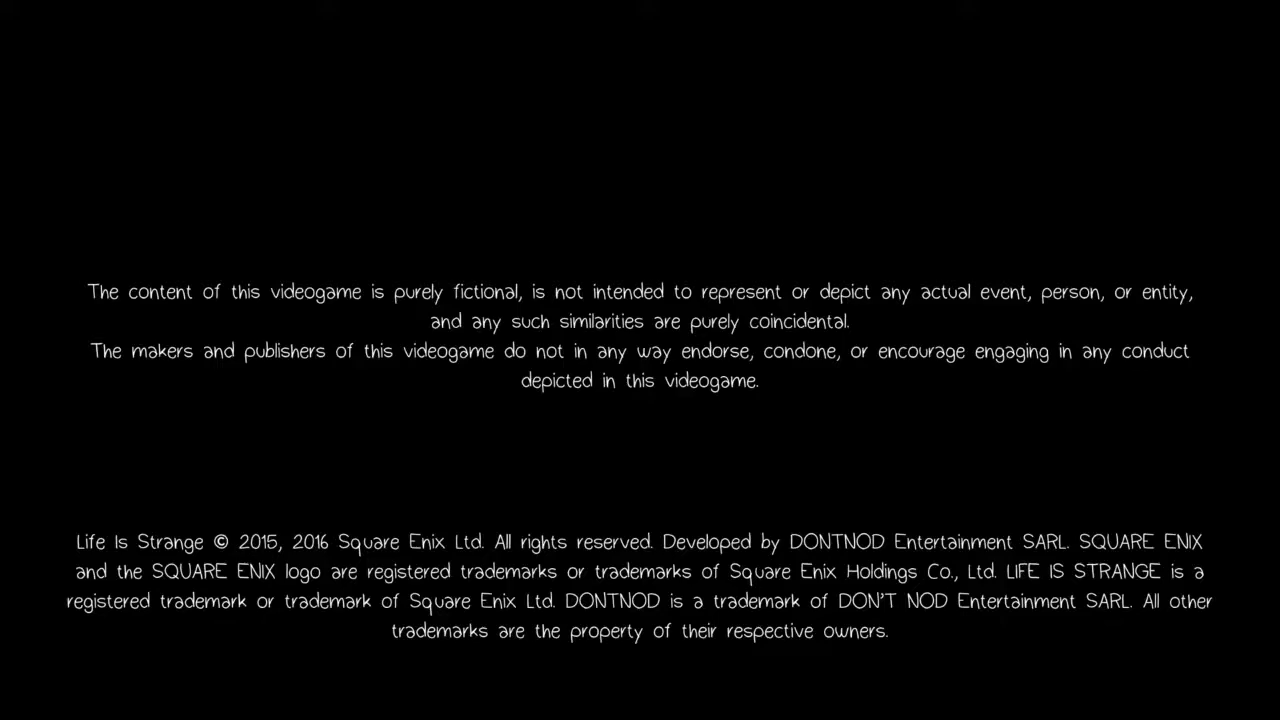 The content of this videogame is purely fictional, is not intended to represent or depict any actual event, person, or entity,
and any such similarities are purely coincidental.
The makers and publishers of this videogame do not in any way endorse, condone, or encourage engaging in any conduct
depicted in this videogame.
Life Is Strange © 2015, 2016 Square Enix Ltd. All rights reserved. Developed by DONTNOD Entertainment SARL. SQUARE ENIX
and the SQUARE ENIX logo are registered trademarks or trademarks of Square Enix Holdings Co., Ltd. LIFE IS STRANGE is a
registered trademark or trademark of Square Enix Ltd. DONTNOD is a trademark of DON'T NOD Entertainment SARL. All other
trademarks are the property of their respective owners.